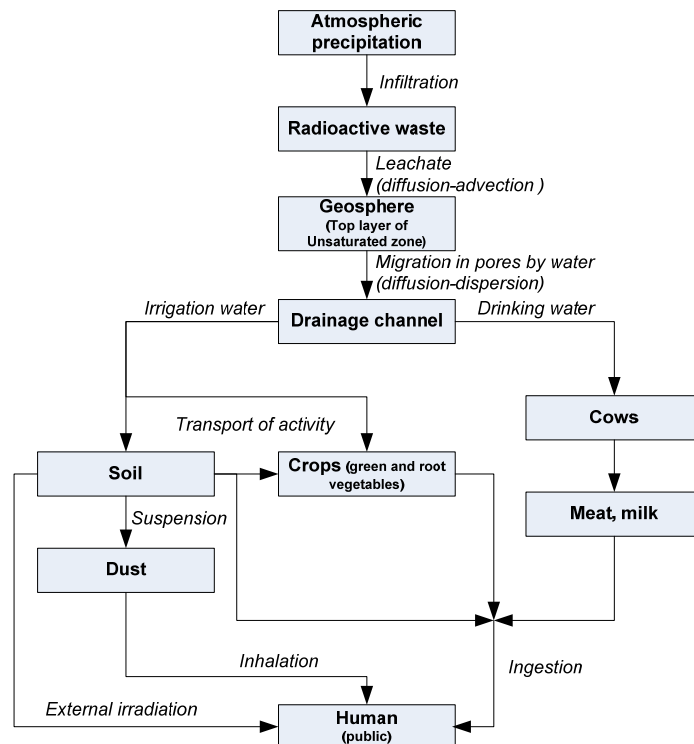 Atmospheric
precipitation
Infiltration
Radioactive waste
Leachate
(diffusion-advection )
Geosphere
(Top layer of
Unsaturated zone)
Migration in pores by water
(diffusion-dispersion)
Irrigation water
Drainage channel
Drinking water
Cows
Transport of activity
Soil
Crops (green and root
vegetables)
Meat, milk
Suspension
Dust
Inhalation
Ingestion
External irradiation
Human
(public)